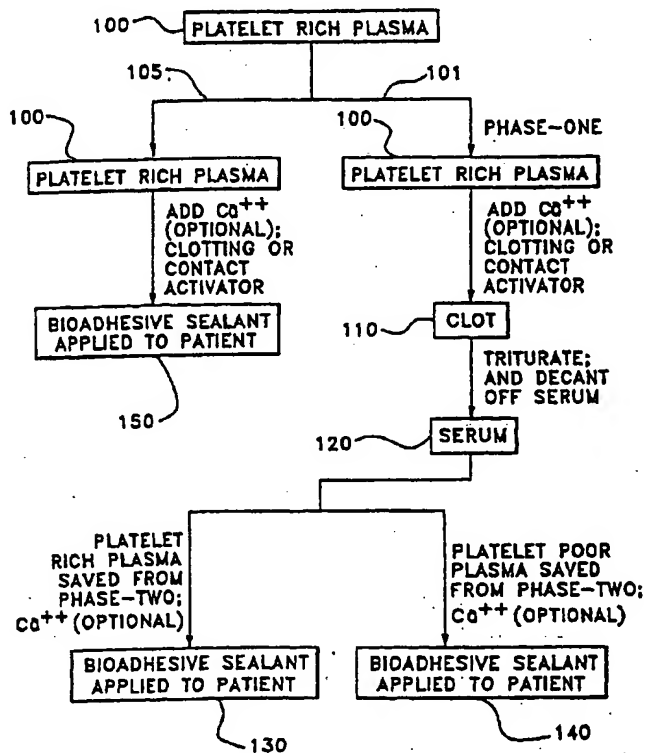 100
PLATELET RICH PLASMA
105
101
100
PHASE-ONE
100
PLATELET RICH PLASMA
PLATELET RICH PLASMA
ADD Ca++
(OPTIONAL);
CLOTTING OR
CONTACT
ACTIVATOR
ADD Ca++
(OPTIONAL);
CLOTTING OR
CONTACT
ACTIVATOR
BIOADHESIVE SEALANT
APPLIED TO PATIENT
150
110
CLOT
TRITURATE;
AND DECANT
OFF SERUM
120
SERUM
PLATELET
RICH PLASMA
SAVED FROM
PHASE-TWO;
Ca++ (OPTIONAL)
PLATELET POOR
PLASMA SAVED
FROM PHASE-TWO;
Ca++ (OPTIONAL)
BIOADHESIVE SEALANT
APPLIED TO PATIENT
130
BIOADHESIVE SEALANT
APPLIED TO PATIENT
140